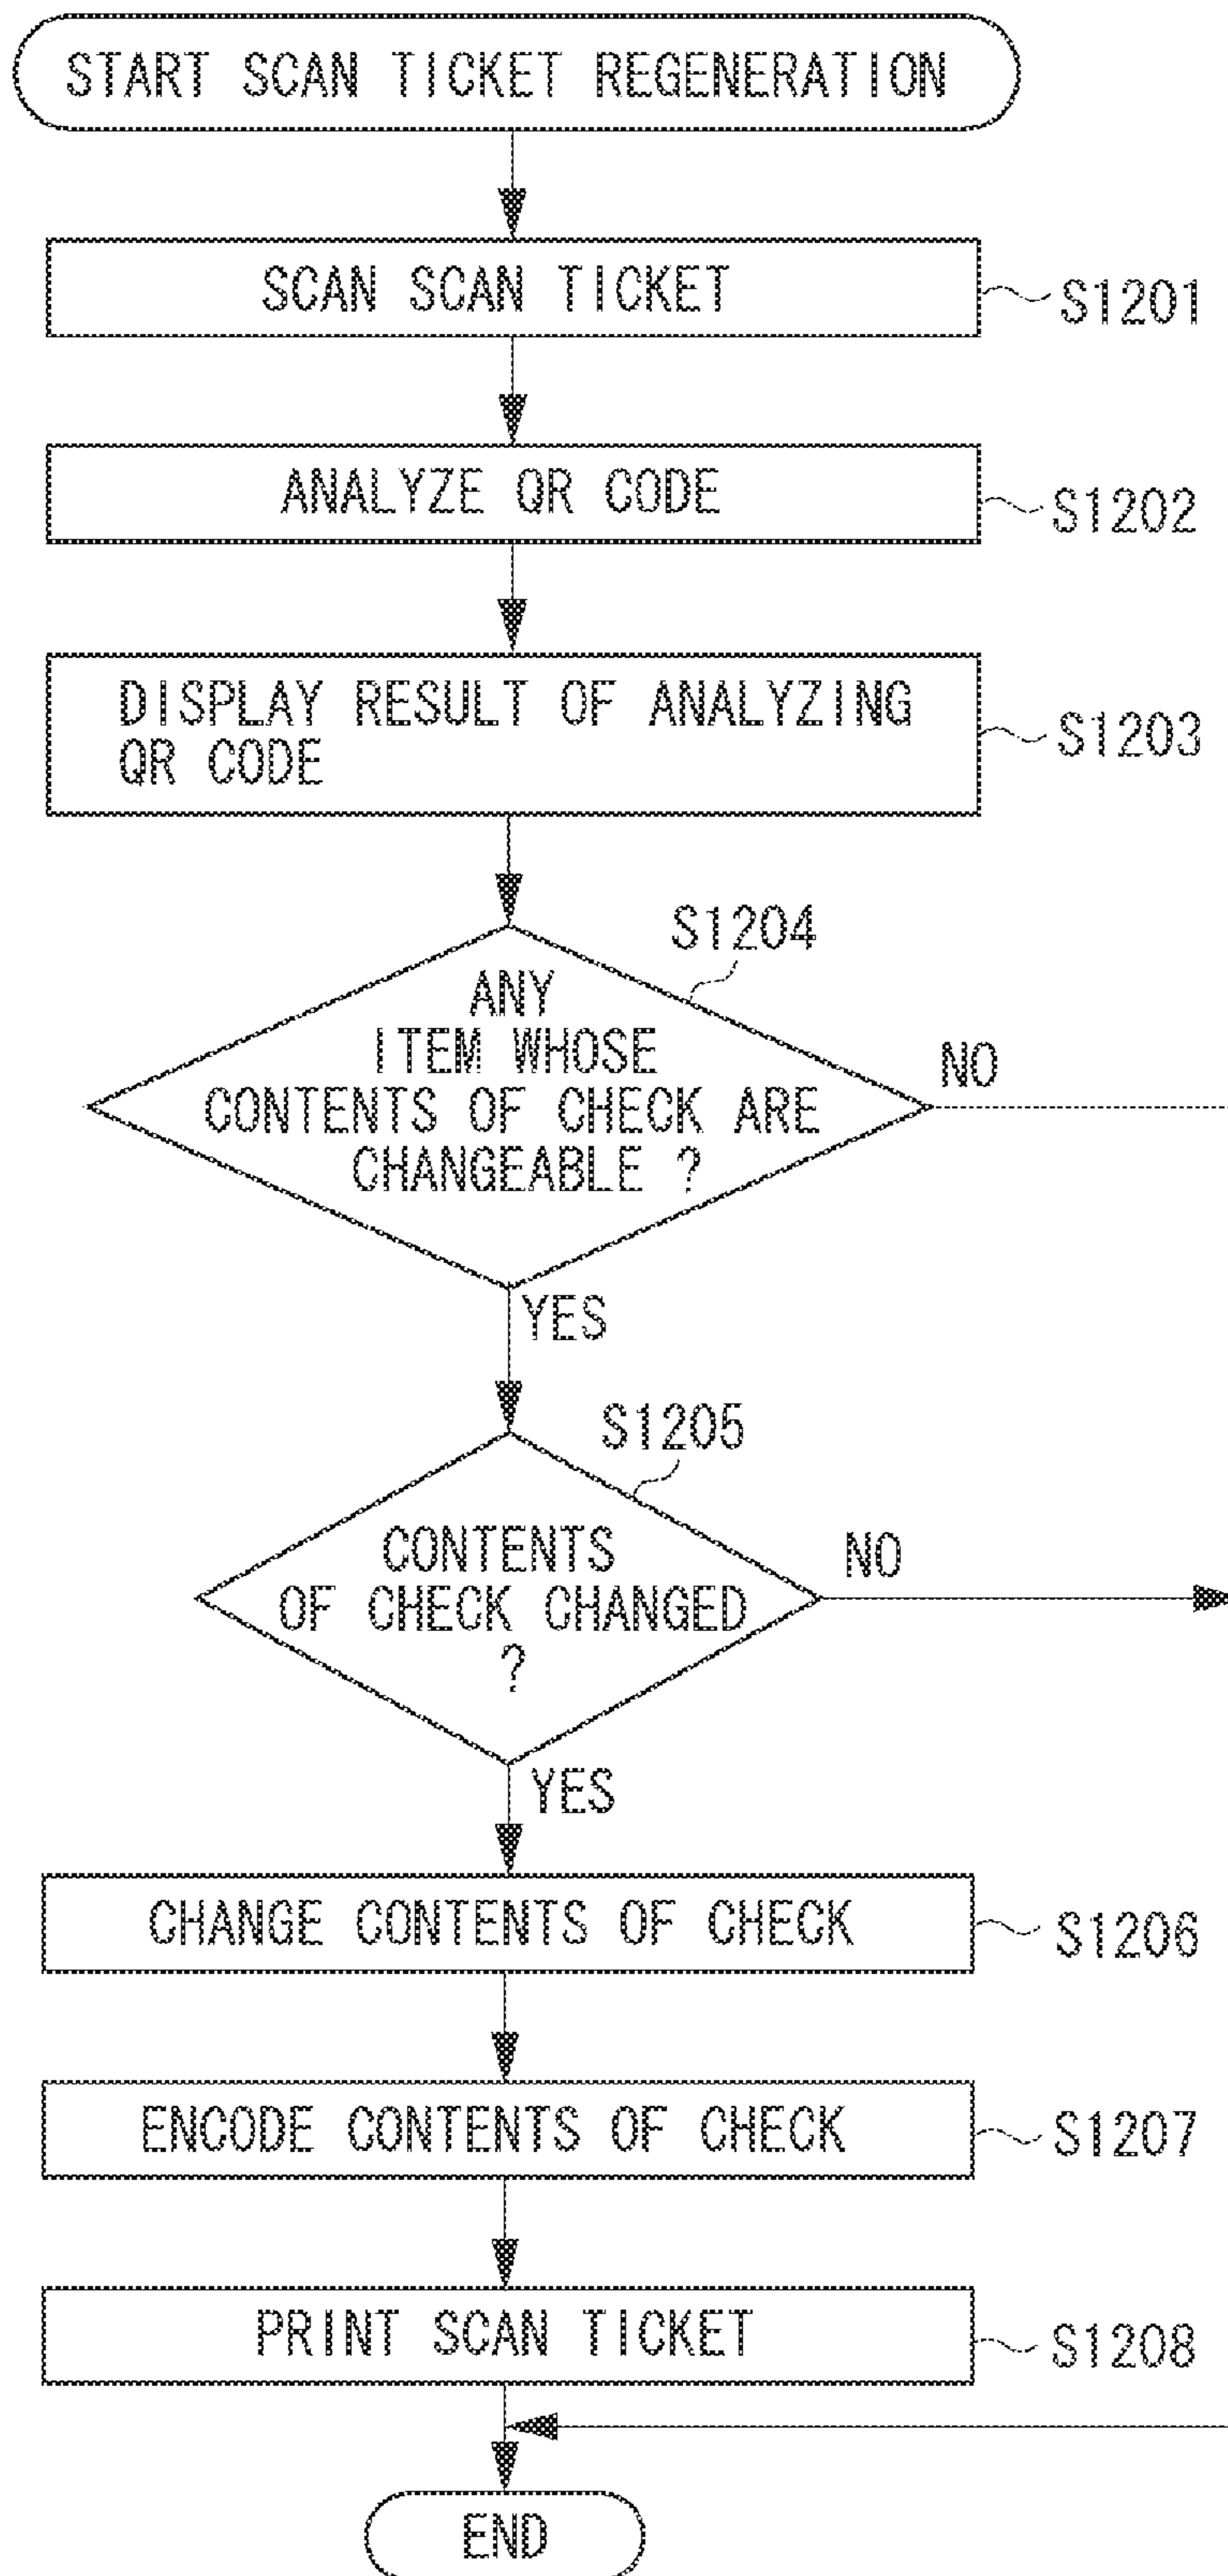 START SCAN TICKET REGENERATION
SCAN SCAN TICKET
S1201
ANALYZE QR CODE
S1202
DISPLAY RESULT OF ANALYZING
QR CODE
S1203
S1204
ANY
ITEM WHOSE
CONTENTS OF CHECK ARE
CHANGEABLE ?
NO
YES
S1205
CONTENTS
OF CHECK CHANGED
?
NO
YES
CHANGE CONTENTS OF CHECK
S1206
ENCODE CONTENTS OF CHECK
S1207
PRINT SCAN TICKET
S1208
END